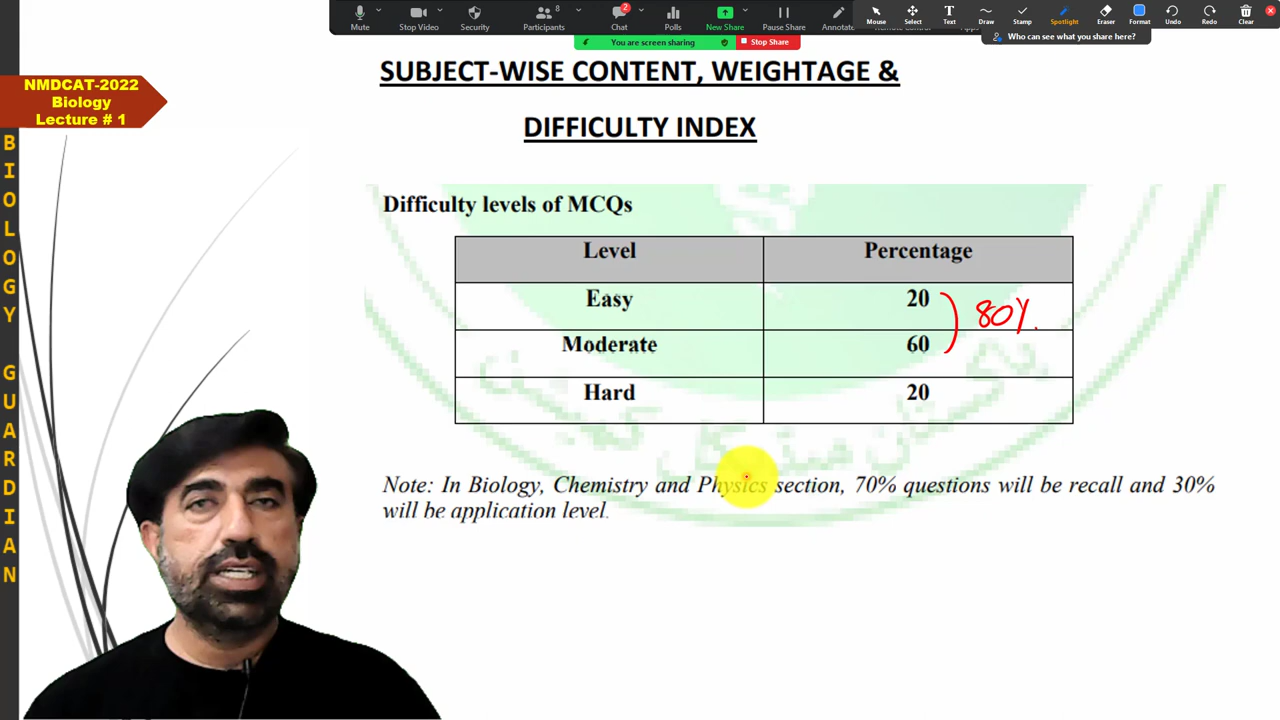 Mute
Stop Video
Security
8
Participants
2
Chat
Polls
New Share
Pause Share
Annotate
Mouse
Select
Text
Draw
Stamp
Spotlight
Eraser
Format
Undo
Redo
Clear
You are screen sharing
Stop Share
Who can see what you share here?
NMDCAT-2022
Biology
Lecture # 1
BIOLOGY GUARDIAN
SUBJECT-WISE CONTENT, WEIGHTAGE &
DIFFICULTY INDEX
Difficulty levels of MCQs
Level Percentage
Easy 20
80%
Moderate 60
Hard 20
Note: In Biology, Chemistry and Physics section, 70% questions will be recall and 30%
will be application level.